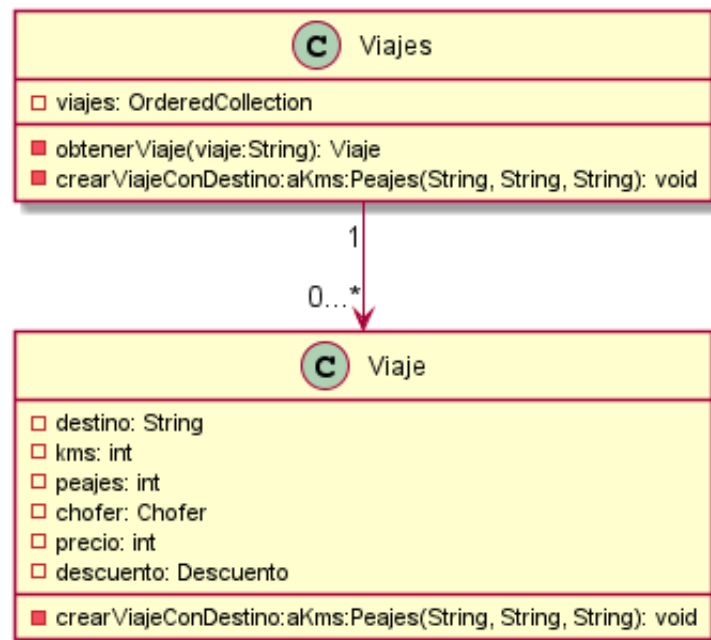 C Viajes
viajes: OrderedCollection
obtenerViaje(viaje:String): Viaje
crearViajeConDestino:aKms:Peajes(String, String, String): void
1
0...*
C Viaje
destino: String
kms: int
peajes: int
chofer: Chofer
precio: int
descuento: Descuento
crearViajeConDestino:aKms:Peajes(String, String, String): void